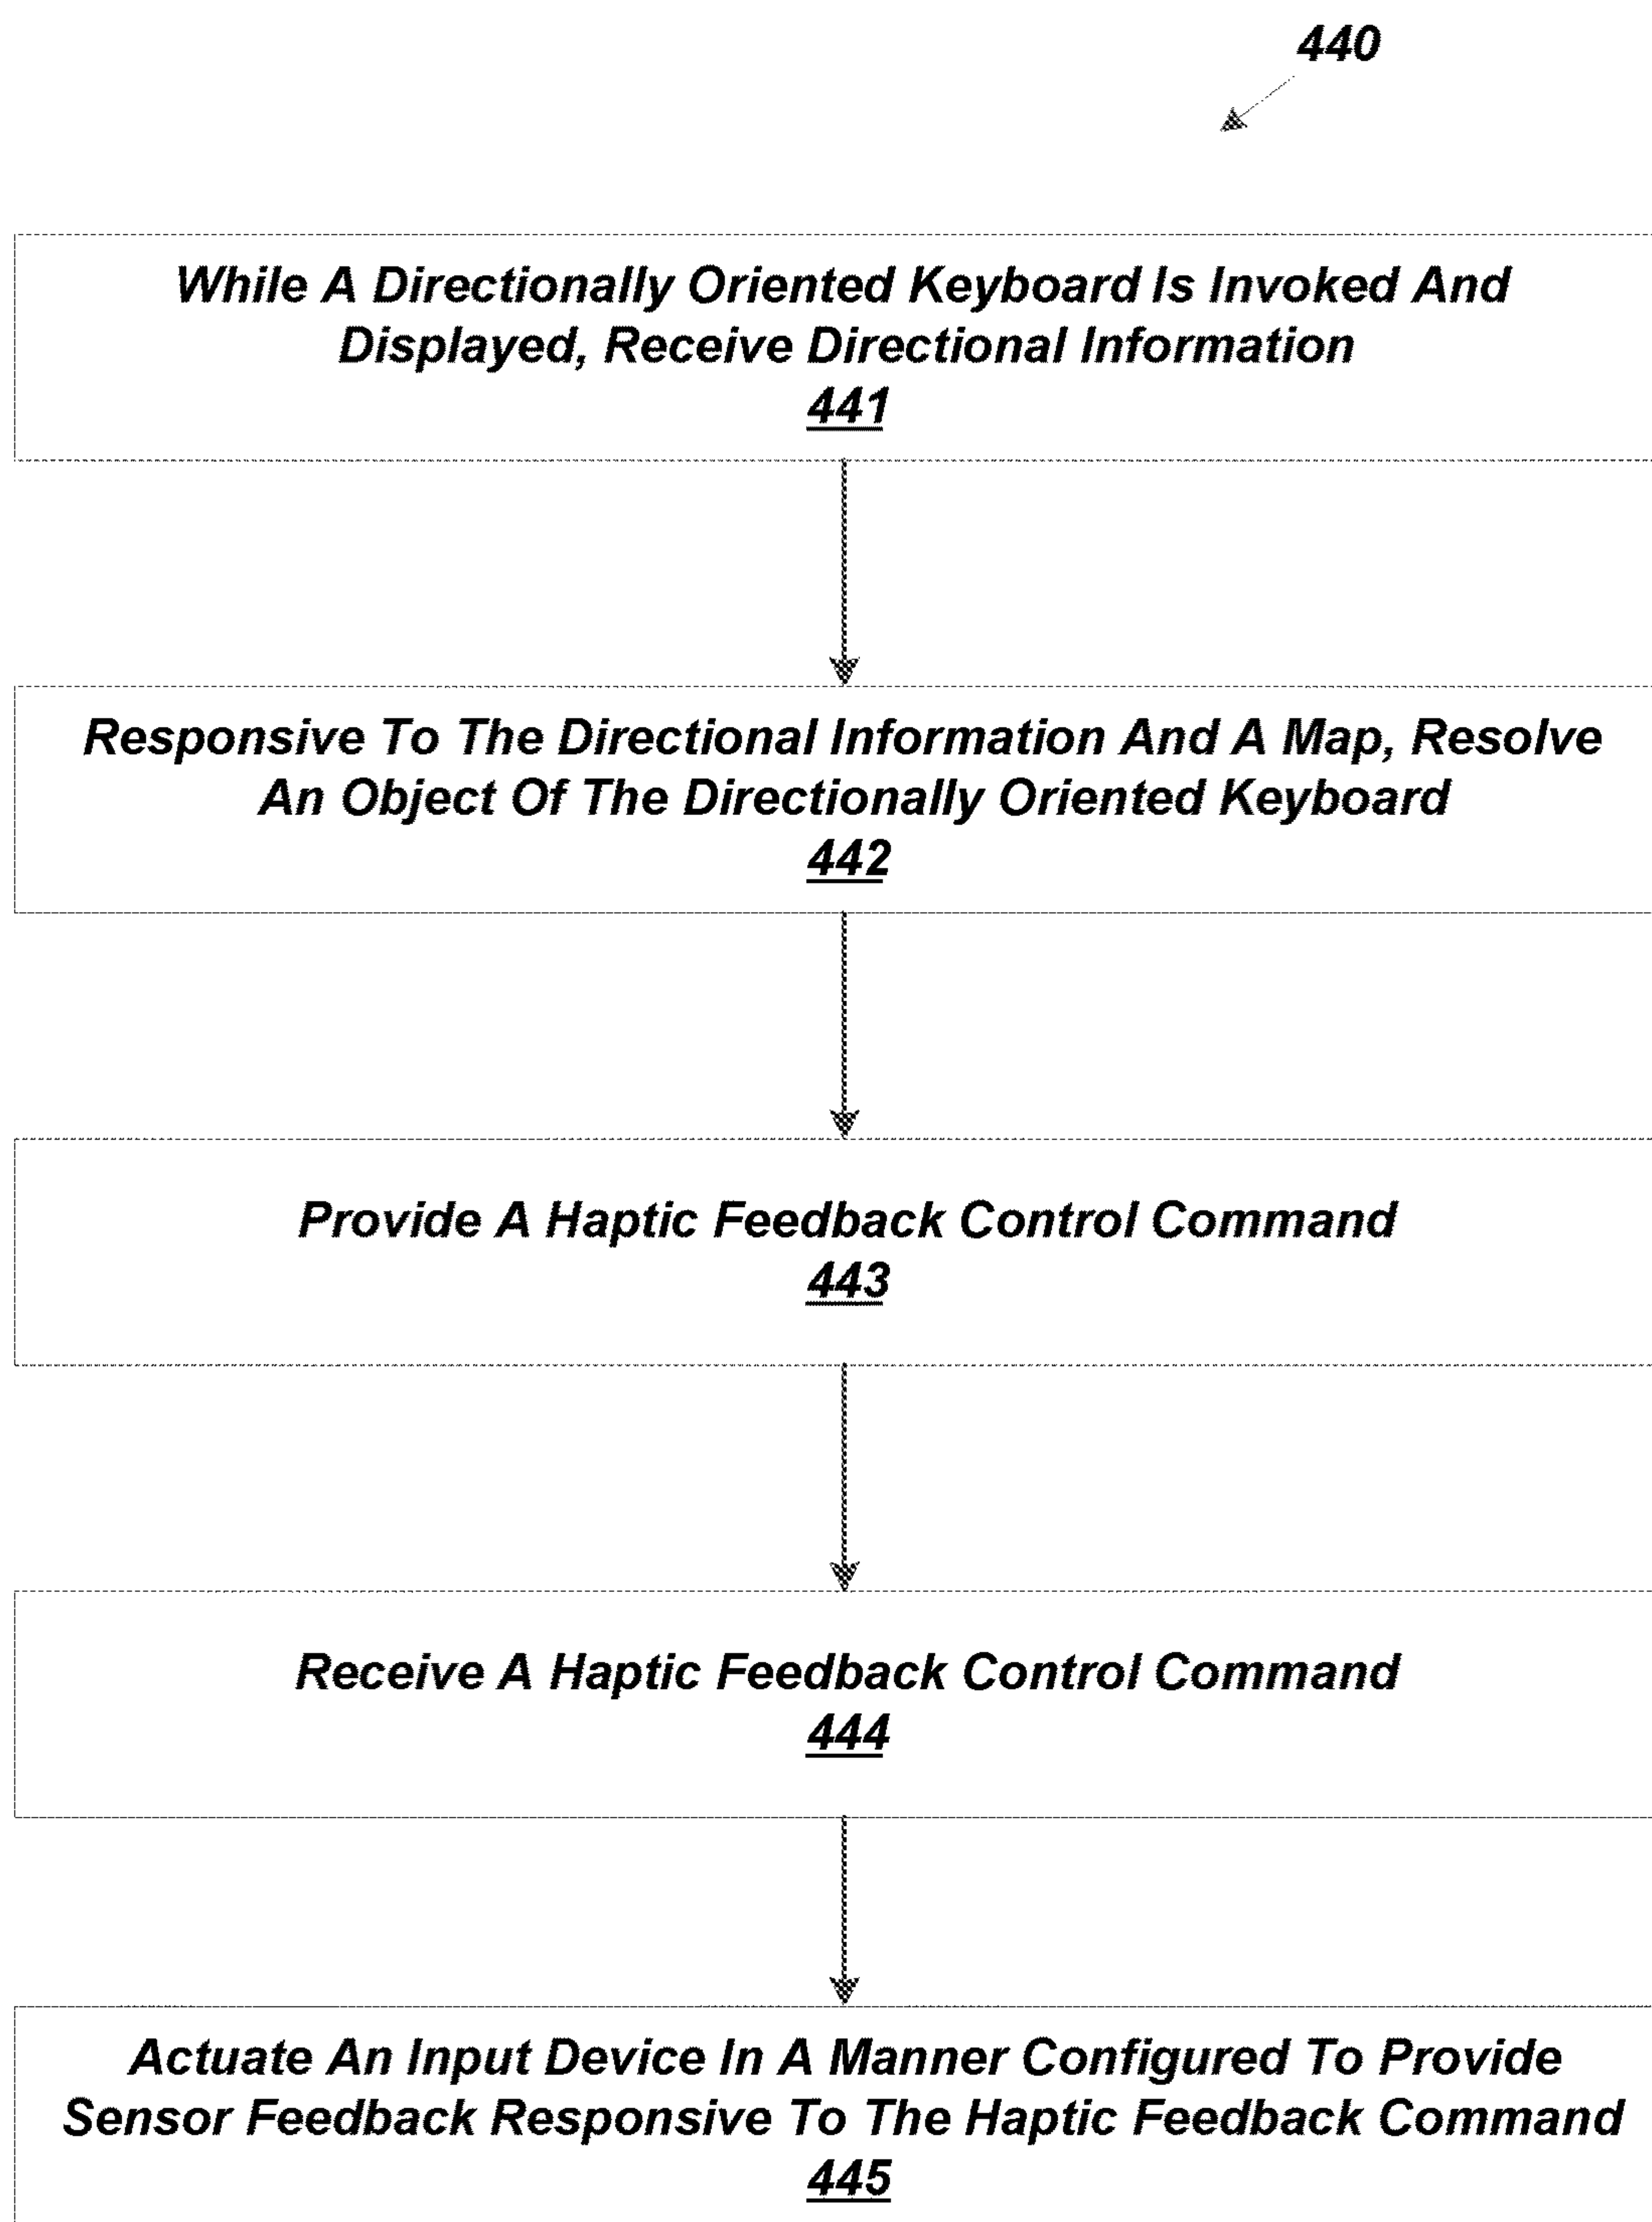 440
While A Directionally Oriented Keyboard Is Invoked And
Displayed, Receive Directional Information
441
Responsive To The Directional Information And A Map, Resolve
An Object Of The Directionally Oriented Keyboard
442
Provide A Haptic Feedback Control Command
443
Receive A Haptic Feedback Control Command
444
Actuate An Input Device In A Manner Configured To Provide
Sensor Feedback Responsive To The Haptic Feedback Command
445